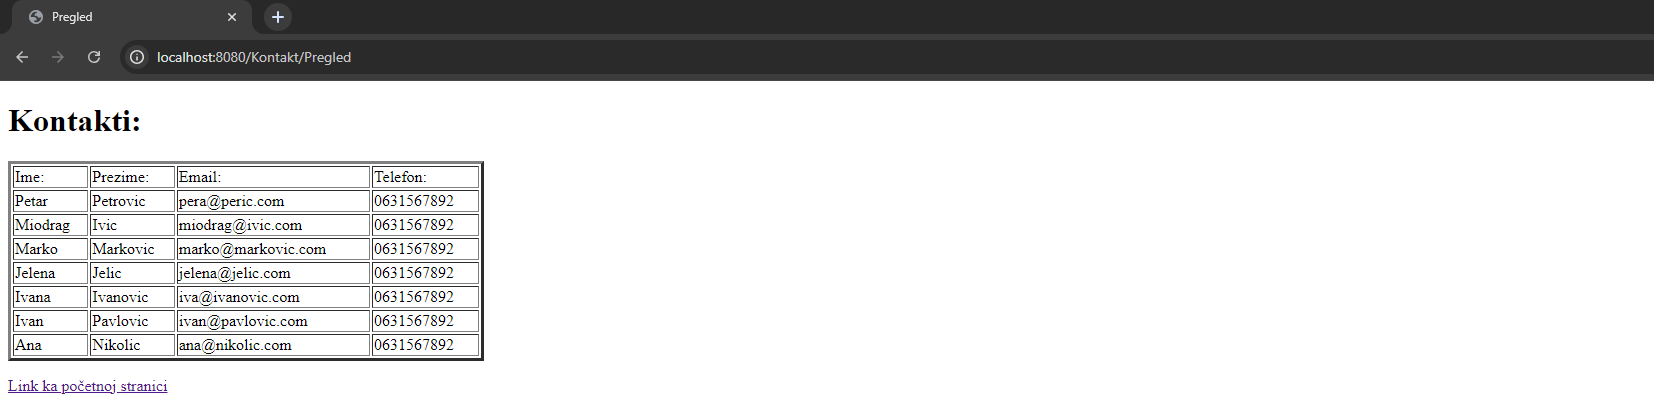 Pregled
localhost:8080/Kontakt/Pregled
Kontakti:
Ime: Prezime: Email: Telefon:
Petar Petrovic pera@peric.com 0631567892
Miodrag Ivic miodrag@ivic.com 0631567892
Marko Markovic marko@markovic.com 0631567892
Jelena Jelic jelena@jelic.com 0631567892
Ivana Ivanovic iva@ivanovic.com 0631567892
Ivan Pavlovic ivan@pavlovic.com 0631567892
Ana Nikolic ana@nikolic.com 0631567892
Link ka početnoj stranici